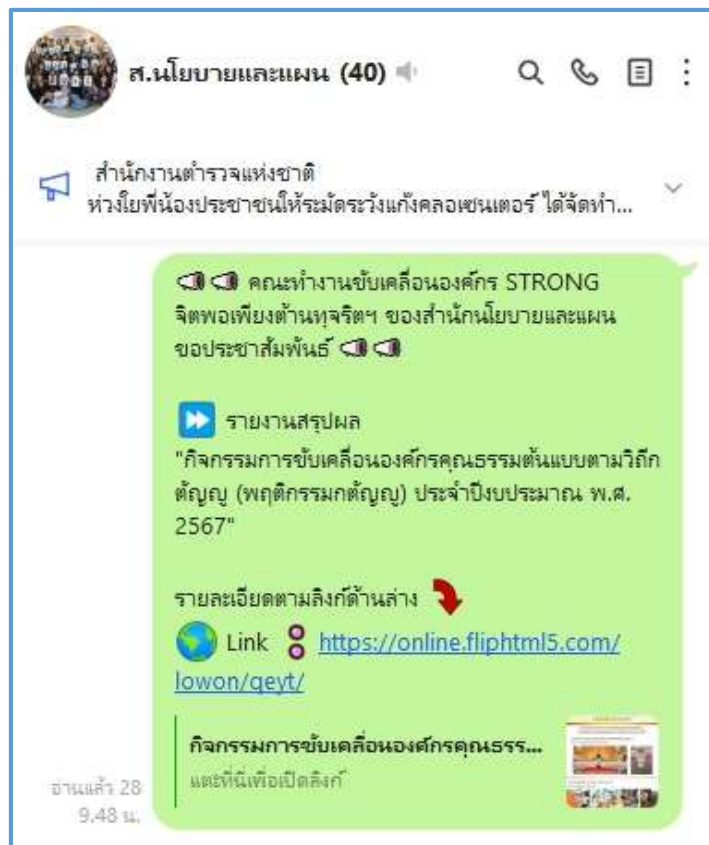 ส.นโยบายและแผน (40)
สำนักงานตำรวจแห่งชาติ
ห่วงใยพี่น้องประชาชนให้ระมัดระวังแก๊งคลอเซนเตอร์ ได้จัดทำ...
คณะทำงานขับเคลื่อนองค์กร STRONG
จิตพอเพียงต้านทุจริตฯ ของสำนักนโยบายและแผน
ขอประชาสัมพันธ์
รายงานสรุปผล
"กิจกรรมการขับเคลื่อนองค์กรคุณธรรมต้นแบบตามวิถีก
ตัญญู (พฤติกรรมกตัญญู) ประจำปีงบประมาณ พ.ศ.
2567"
รายละเอียดตามลิงก์ด้านล่าง
Link https://online.fliphtml5.com/
lowon/qeyt/
กิจกรรมการขับเคลื่อนองค์กรคุณธรร...
แตะที่นี่เพื่อเปิดลิงก์
อ่านแล้ว 28
9.48 น.